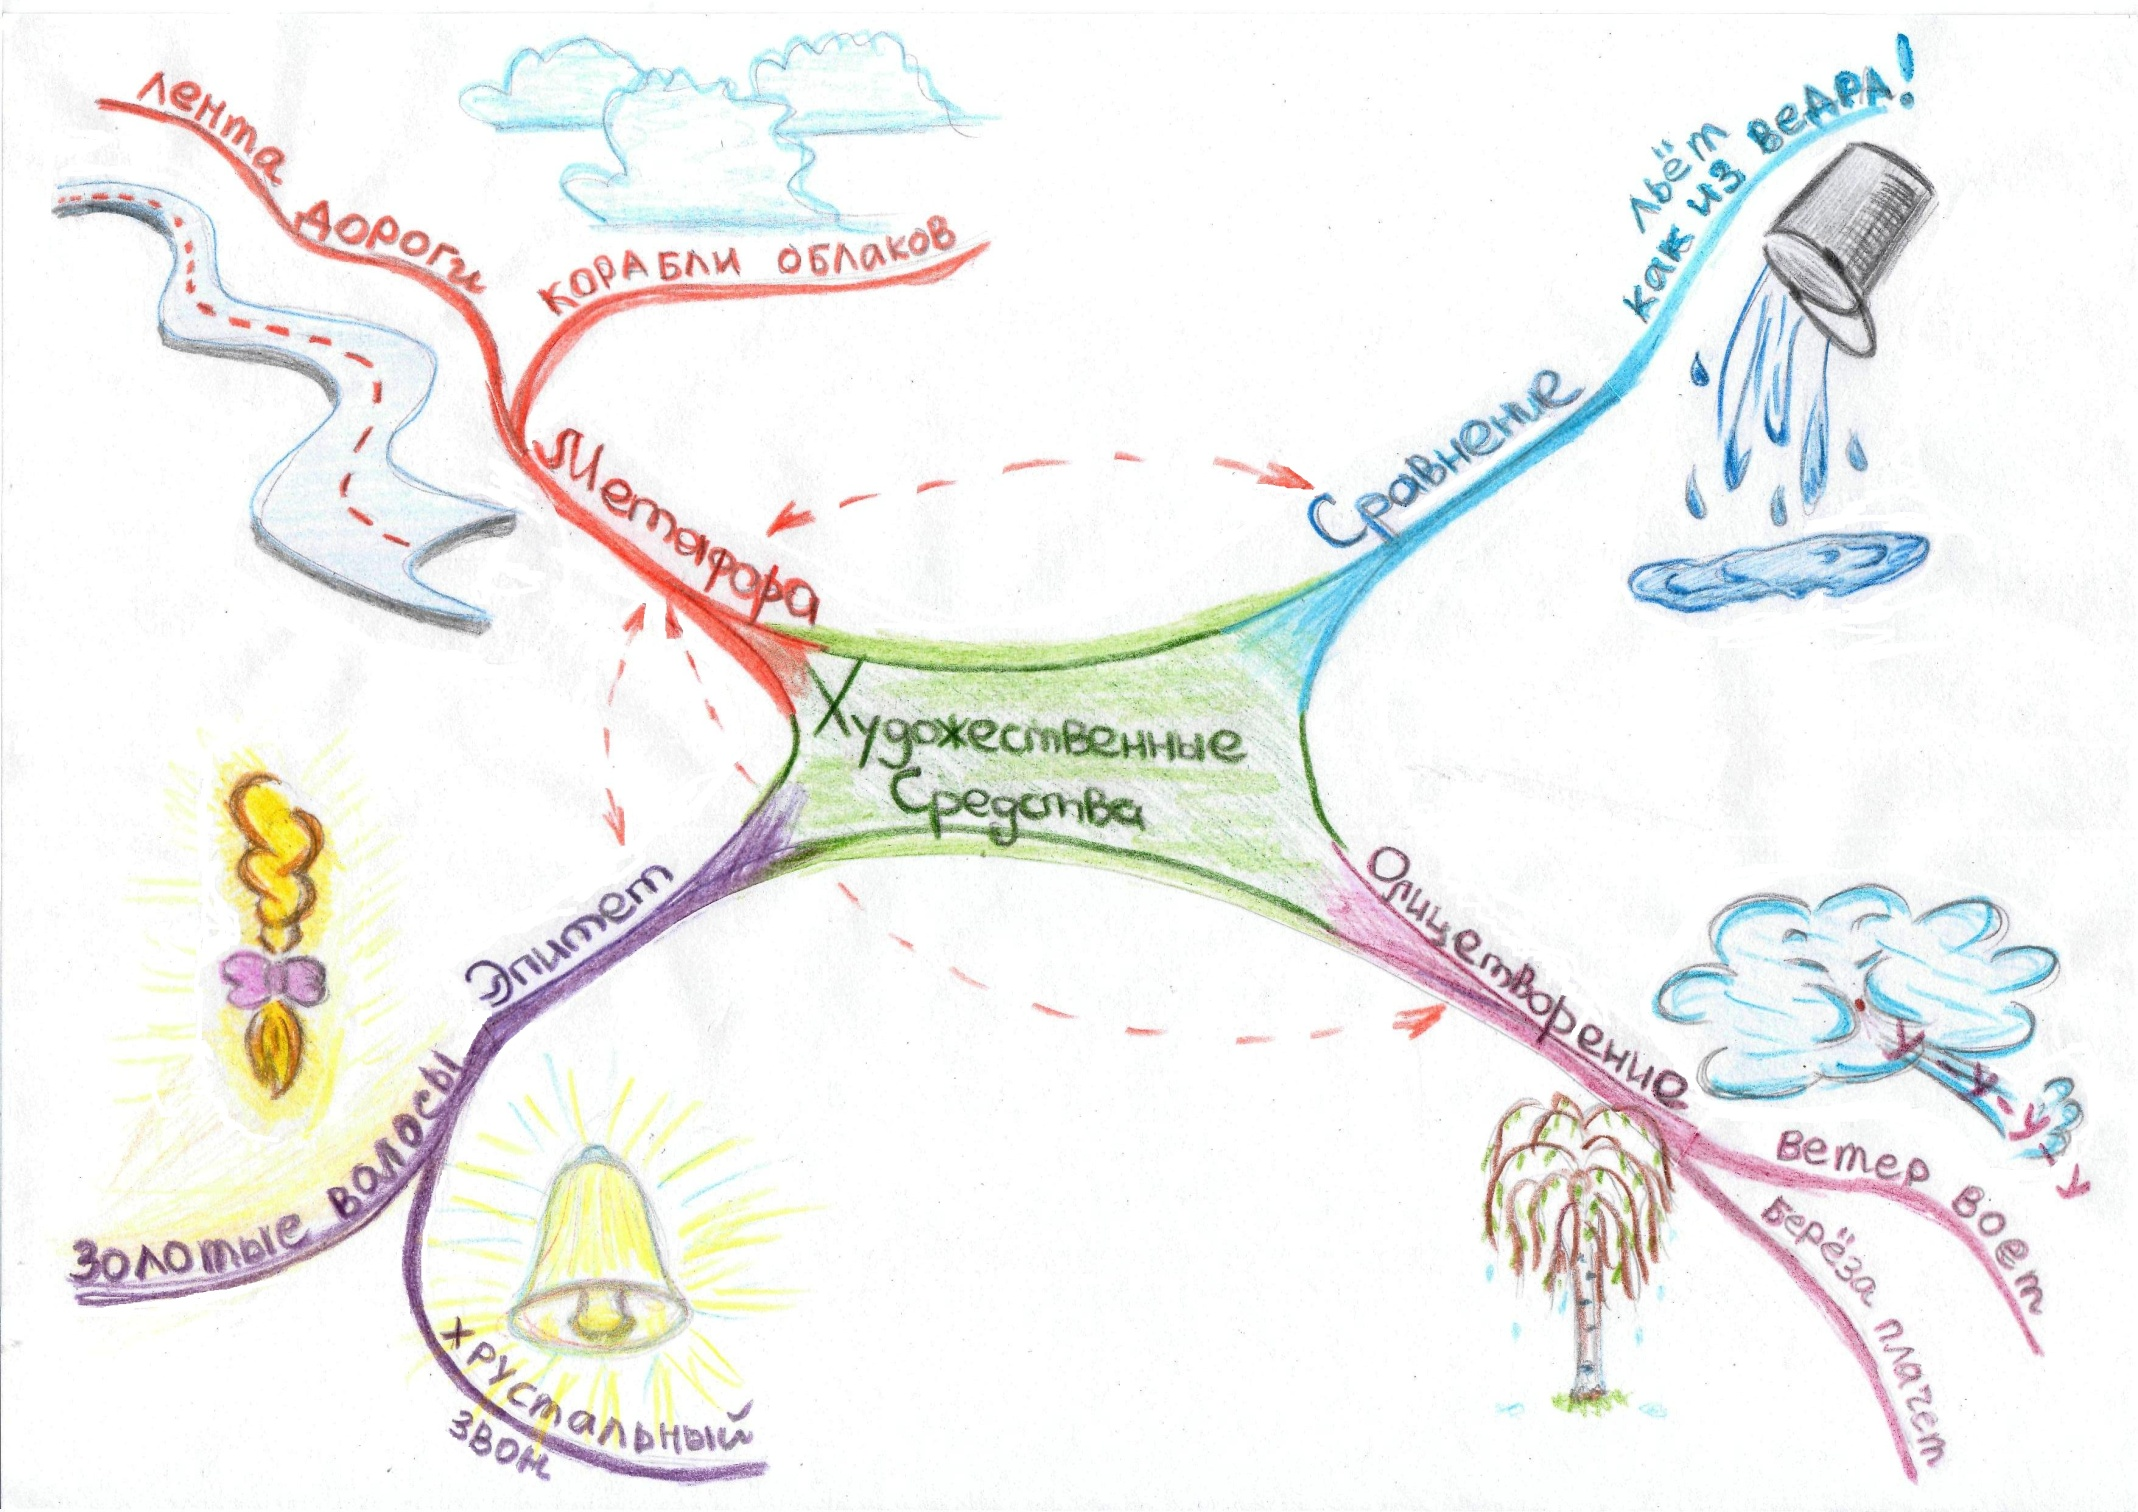 Художественные
Средства
Метафора
лента дороги
корабли облаков
Сравнение
льёт
как из ведра!
Эпитет
золотые волосы
хрустальный
звон
Олицетворение
ветер воет
берёза плачет